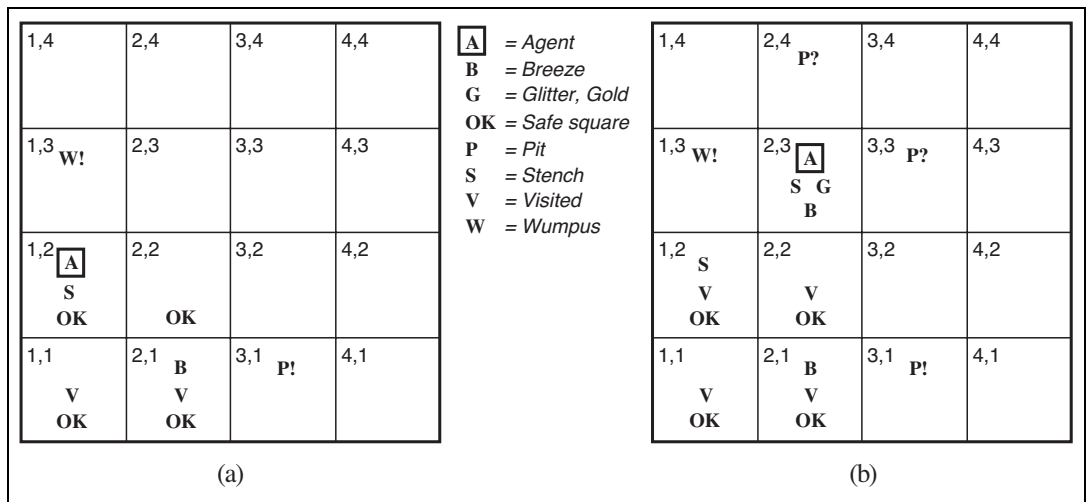 1,4 2,4 3,4 4,4
1,3 W! 2,3 3,3 4,3
1,2 A 2,2 3,2 4,2
S
OK OK
1,1 2,1 B 3,1 P! 4,1
V V
OK OK
(a)
A = Agent
B = Breeze
G = Glitter, Gold
OK = Safe square
P = Pit
S = Stench
V = Visited
W = Wumpus
1,4 2,4 P? 3,4 4,4
1,3 W! 2,3 A 3,3 P? 4,3
S G
B
1,2 S 2,2 3,2 4,2
V V
OK OK
1,1 2,1 B 3,1 P! 4,1
V V
OK OK
(b)